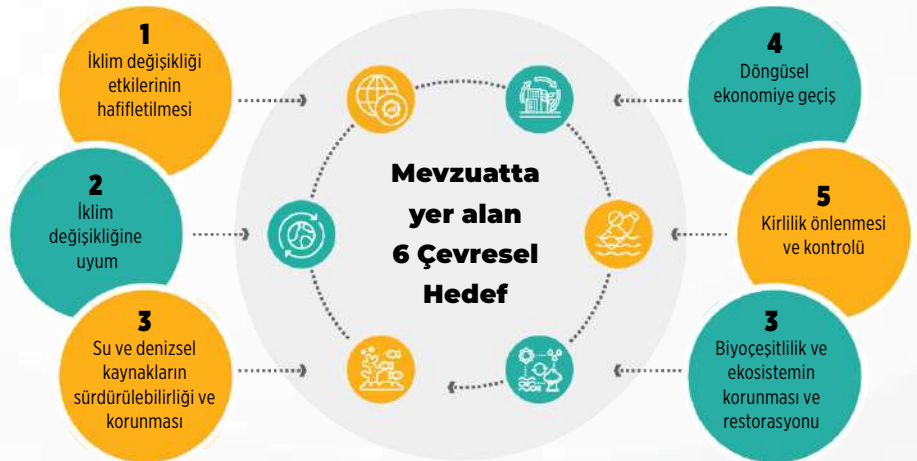 1
İklim değişikliği
etkilerinin
hafifletilmesi
2
İklim
değişikliğine
uyum
3
Su ve denizsel
kaynakların
sürdürülebilirliği ve
korunması
Mevzuatta
yer alan
6 Çevresel
Hedef
4
Döngüsel
ekonomiye geçiş
5
Kirlilik önlenmesi
ve kontrolü
3
Biyoçeşitlilik ve
ekosistemin
korunması ve
restorasyonu